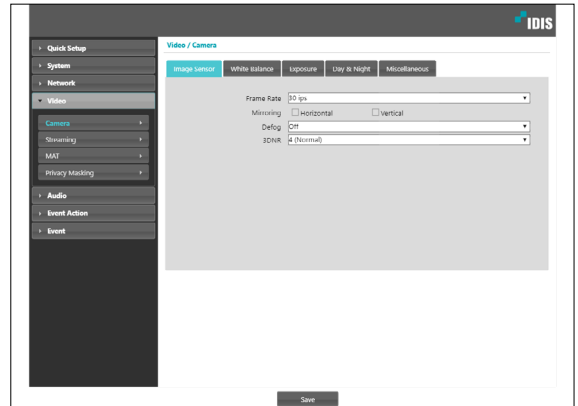 IDIS
Quick Setup
System
Network
Video
Camera
Streaming
MAT
Privacy Masking
Audio
Event Action
Event
Video / Camera
Image Sensor
White Balance
Exposure
Day & Night
Miscellaneous
Frame Rate 30 ips
Mirroring Horizontal Vertical
Defog Off
3DNR 4 (Normal)
Save